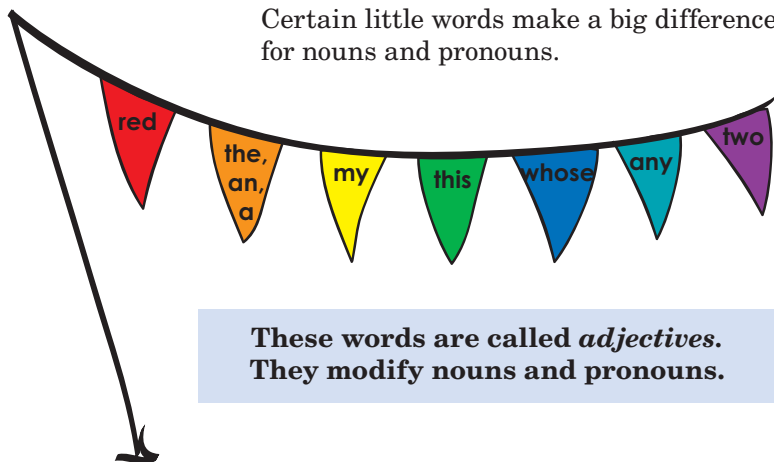 Certain little words make a big difference
for nouns and pronouns.
red
the,
an,
a
my
this
whose
any
two
These words are called adjectives.
They modify nouns and pronouns.